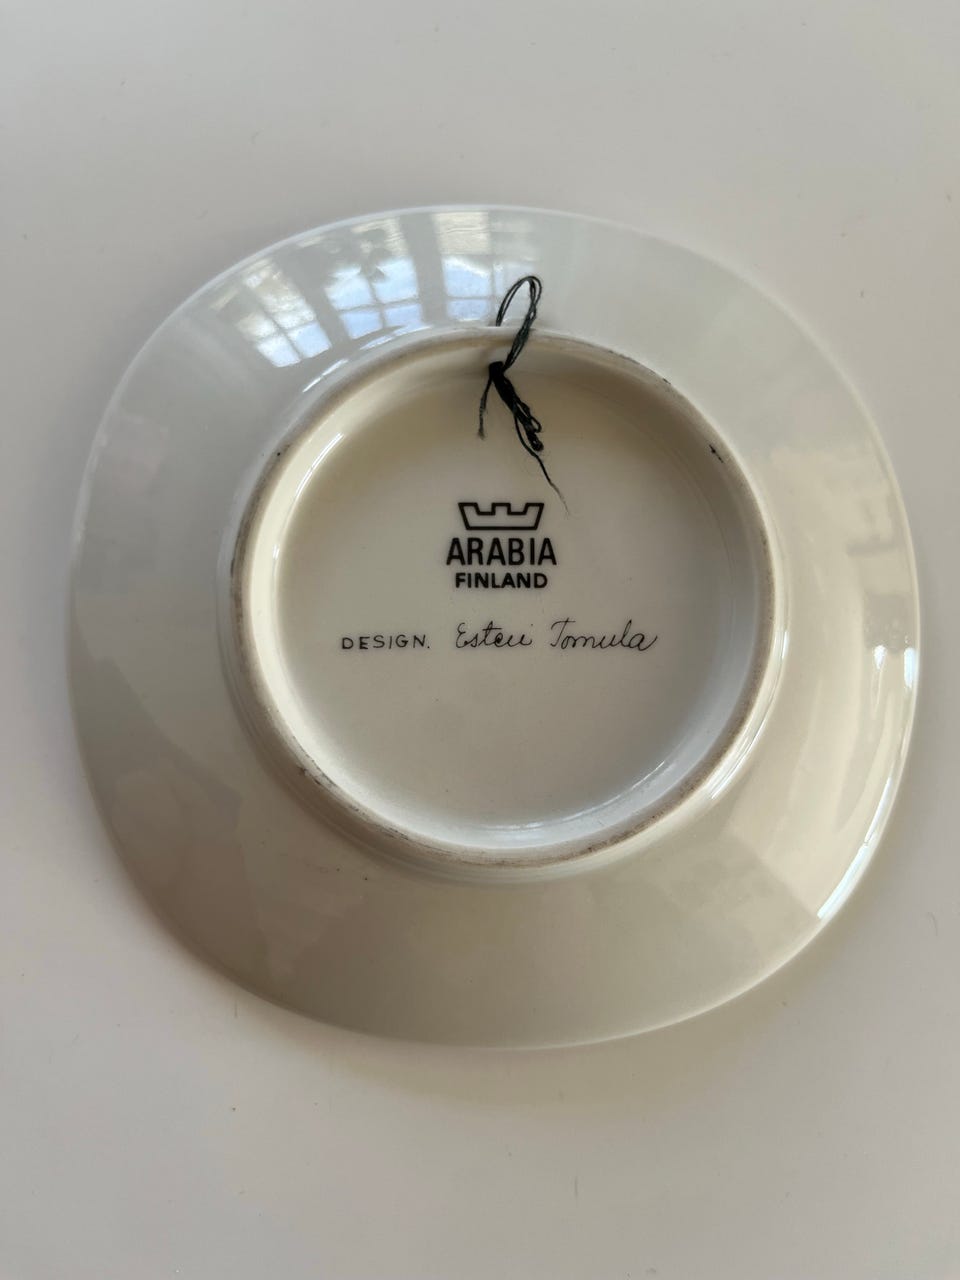 ARABIA
FINLAND
DESIGN. Esteri Tomula